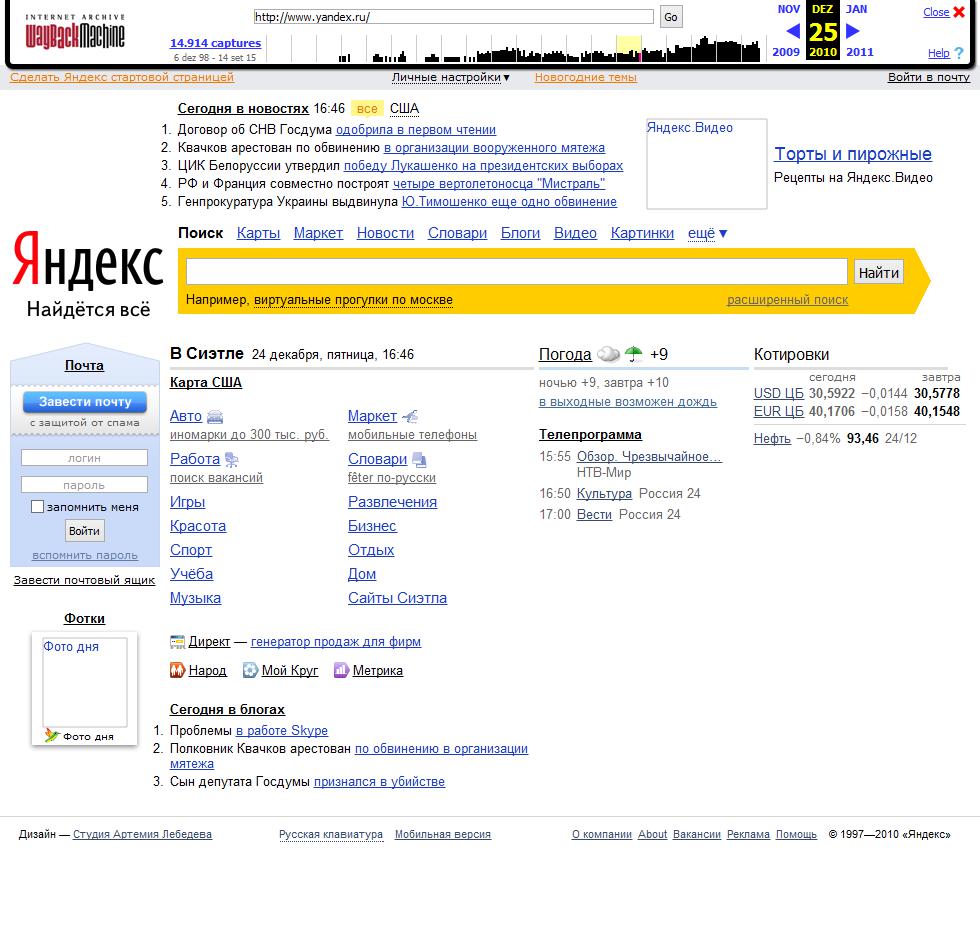 INTERNET ARCHIVE
WayBackMachine
http://www.yandex.ru/
Go
14.914 captures
6 dez 98 - 14 set 15
NOV DEZ JAN
25
2009 2010 2011
Close
Help ?
Сделать Яндекс стартовой страницей
Личные настройки ▼
Новогодние темы
Войти в почту
Сегодня в новостях 16:46 все США
1. Договор об СНВ Госдума одобрила в первом чтении
2. Квачков арестован по обвинению в организации вооруженного мятежа
3. ЦИК Белоруссии утвердил победу Лукашенко на президентских выборах
4. РФ и Франция совместно построят четыре вертолетоносца "Мистраль"
5. Генпрокуратура Украины выдвинула Ю.Тимошенко еще одно обвинение
Яндекс.Видео
Торты и пирожные
Рецепты на Яндекс.Видео
Яндекс
Найдётся всё
Поиск Карты Маркет Новости Словари Блоги Видео Картинки ещё ▼
Найти
Например, виртуальные прогулки по москве
расширенный поиск
Почта
Завести почту
с защитой от спама
логин
пароль
запомнить меня
Войти
вспомнить пароль
Завести почтовый ящик
Фотки
Фото дня
Фото дня
В Сиэтле 24 декабря, пятница, 16:46
Карта США
Авто
иномарки до 300 тыс. руб.
Маркет
мобильные телефоны
Работа
поиск вакансий
Словари
fêter по-русски
Игры
Развлечения
Красота
Бизнес
Спорт
Отдых
Учёба
Дом
Музыка
Сайты Сиэтла
Директ — генератор продаж для фирм
Народ Мой Круг Метрика
Сегодня в блогах
1. Проблемы в работе Skype
2. Полковник Квачков арестован по обвинению в организации
мятежа
3. Сын депутата Госдумы признался в убийстве
Погода +9
ночью +9, завтра +10
в выходные возможен дождь
Телепрограмма
15:55 Обзор. Чрезвычайное...
НТВ-Мир
16:50 Культура Россия 24
17:00 Вести Россия 24
Котировки
сегодня завтра
USD ЦБ 30,5922 −0,0144 30,5778
EUR ЦБ 40,1706 −0,0158 40,1548
Нефть −0,84% 93,46 24/12
Дизайн — Студия Артемия Лебедева
Русская клавиатура Мобильная версия
О компании About Вакансии Реклама Помощь © 1997—2010 «Яндекс»